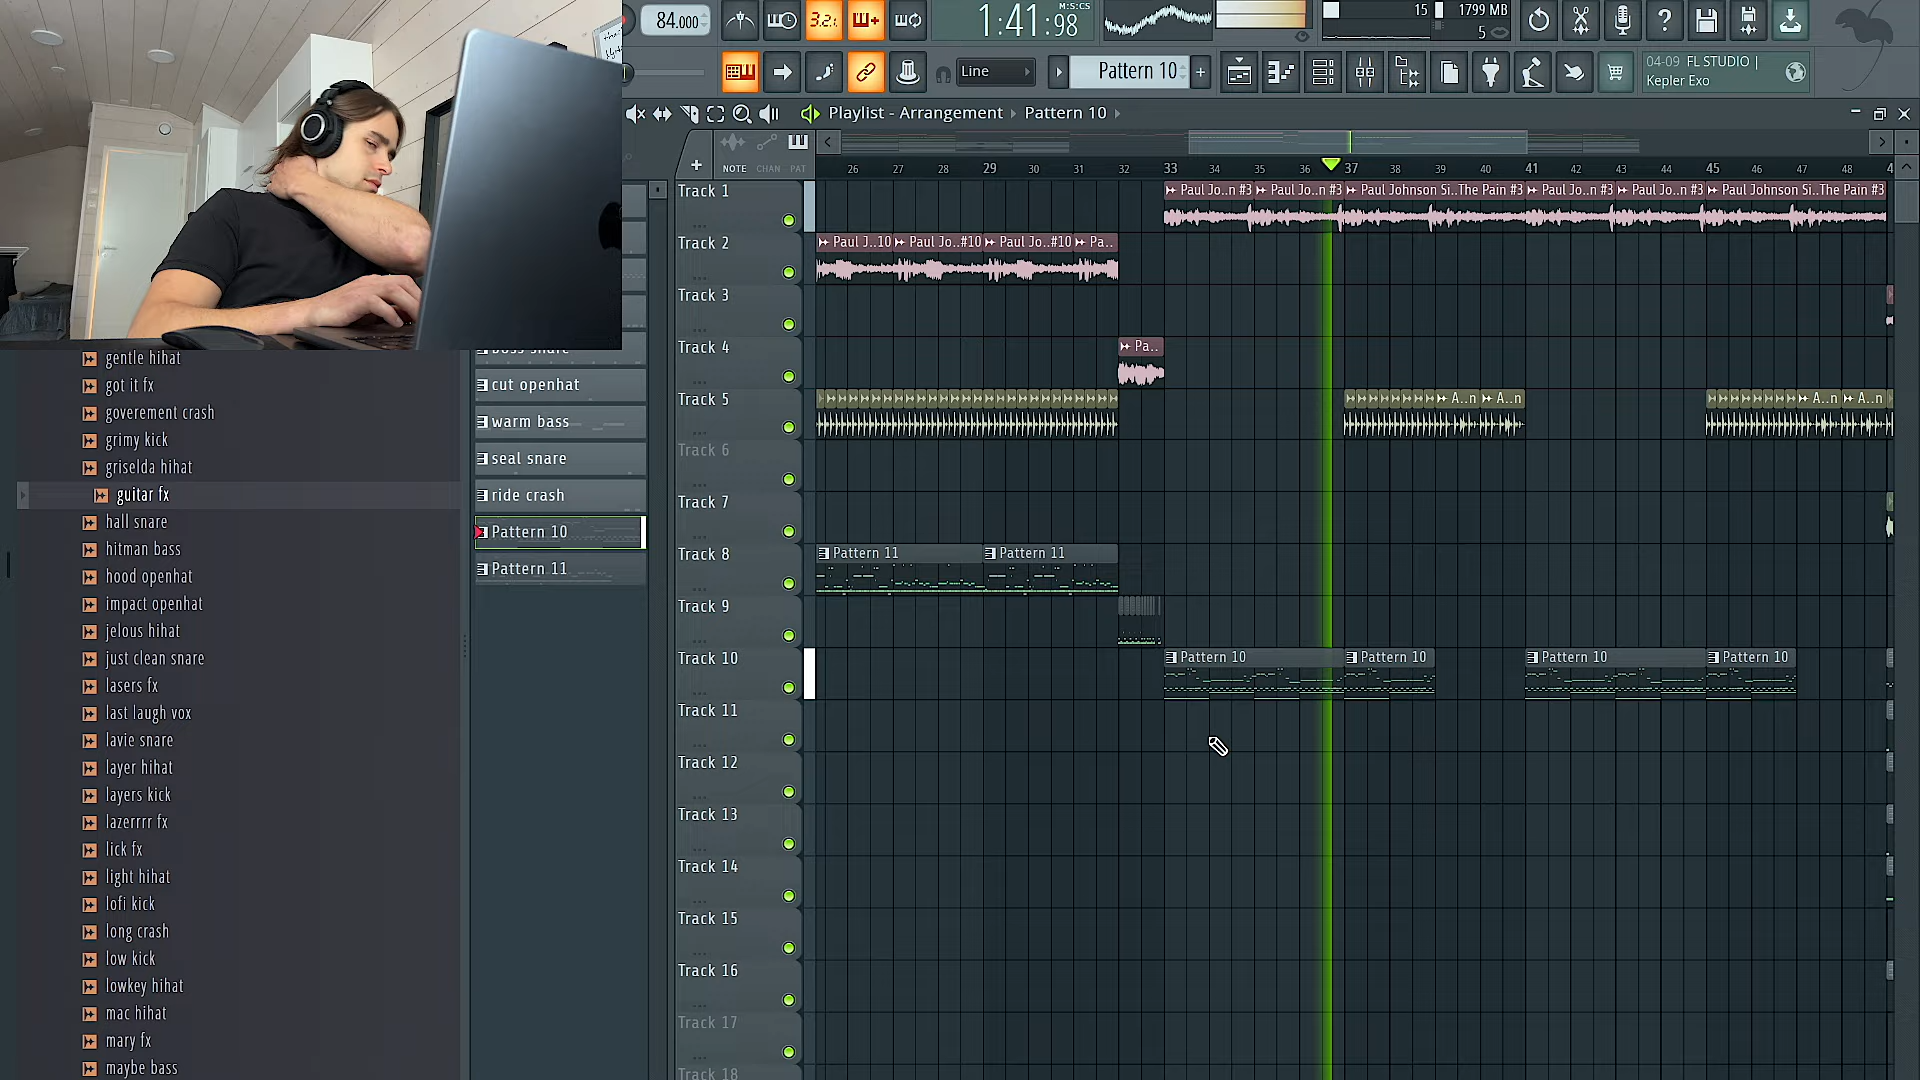 84.000
3.2.
1:41:98
M:S:CS
15
1799 MB
5
Line
Pattern 10
04-09 FL STUDIO |
Kepler Exo
Playlist - Arrangement › Pattern 10 ›
NOTE CHAN PAT
26 27 28 29 30 31 32 33 34 35 36 37 38 39 40 41 42 43 44 45 46 47 48 4
Track 1
Paul Jo..n #3 Paul Jo..n #3 Paul Johnson Si..The Pain #3 Paul Jo..n #3 Paul Jo..n #3 Paul Johnson Si..The Pain #3
Track 2
Paul J..10 Paul Jo..#10 Paul Jo..#10 Pa..
Track 3
Track 4
Pa..
Track 5
A..n A..n A..n A..n
Track 6
Track 7
Track 8
Pattern 11 Pattern 11
Track 9
Track 10
Pattern 10 Pattern 10 Pattern 10 Pattern 10
Track 11
Track 12
Track 13
Track 14
Track 15
Track 16
Track 17
Track 18
cut openhat
warm bass
seal snare
ride crash
Pattern 10
Pattern 11
gentle hihat
got it fx
goverement crash
grimy kick
griselda hihat
guitar fx
hall snare
hitman bass
hood openhat
impact openhat
jelous hihat
just clean snare
lasers fx
last laugh vox
lavie snare
layer hihat
layers kick
lazerrrr fx
lick fx
light hihat
lofi kick
long crash
low kick
lowkey hihat
mac hihat
mary fx
maybe bass